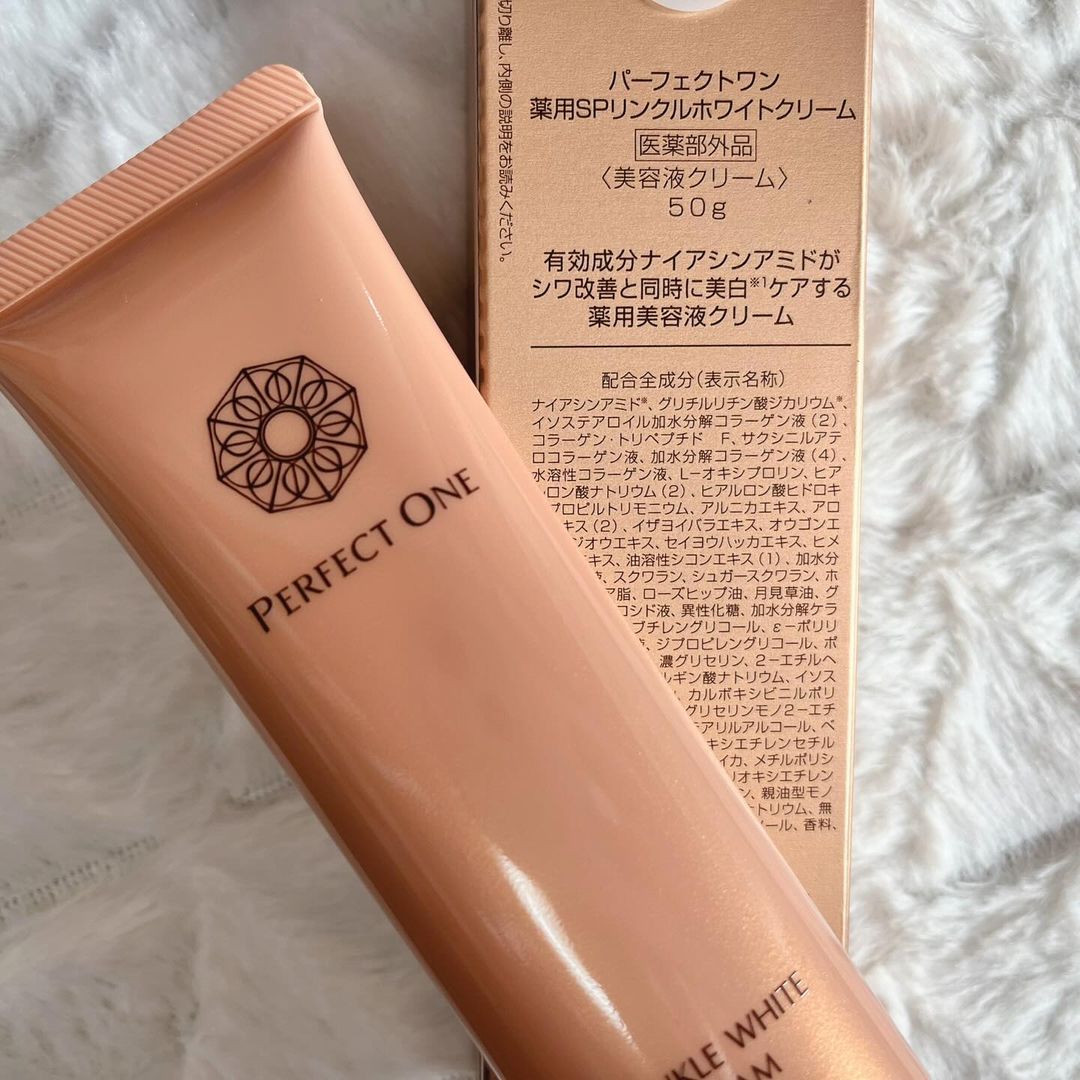 切り離し、内側の説明をお読みください。
パーフェクトワン
薬用SPリンクルホワイトクリーム
医薬部外品
〈美容液クリーム〉
50g
有効成分ナイアシンアミドが
シワ改善と同時に美白※1ケアする
薬用美容液クリーム
配合全成分(表示名称)
ナイアシンアミド※、グリチルリチン酸ジカリウム※、
イソステアロイル加水分解コラーゲン液(2)、
コラーゲン・トリペプチド F、サクシニルアテ
ロコラーゲン液、加水分解コラーゲン液(4)、
水溶性コラーゲン液、L-オキシプロリン、ヒア
ルロン酸ナトリウム(2)、ヒアルロン酸ヒドロキ
プロピルトリモニウム、アルニカエキス、アロ
キス(2)、イザヨイバラエキス、オウゴンエ
ジオウエキス、セイヨウハッカエキス、ヒメ
キス、油溶性シコンエキス(1)、加水分
スクワラン、シュガースクワラン、ホ
ア脂、ローズヒップ油、月見草油、グ
コシド液、異性化糖、加水分解ケラ
ブチレングリコール、ε-ポリリ
ジプロピレングリコール、ポ
濃グリセリン、2-エチルヘ
ルギン酸ナトリウム、イソス
カルボキシビニルポリ
グリセリンモノ2-エチ
アリルアルコール、ベ
キシエチレンセチル
イカ、メチルポリシ
リオキシエチレン
ン、親油型モノ
ナトリウム、無
ール、香料、
PERFECT ONE
NKLE WHITE
AM